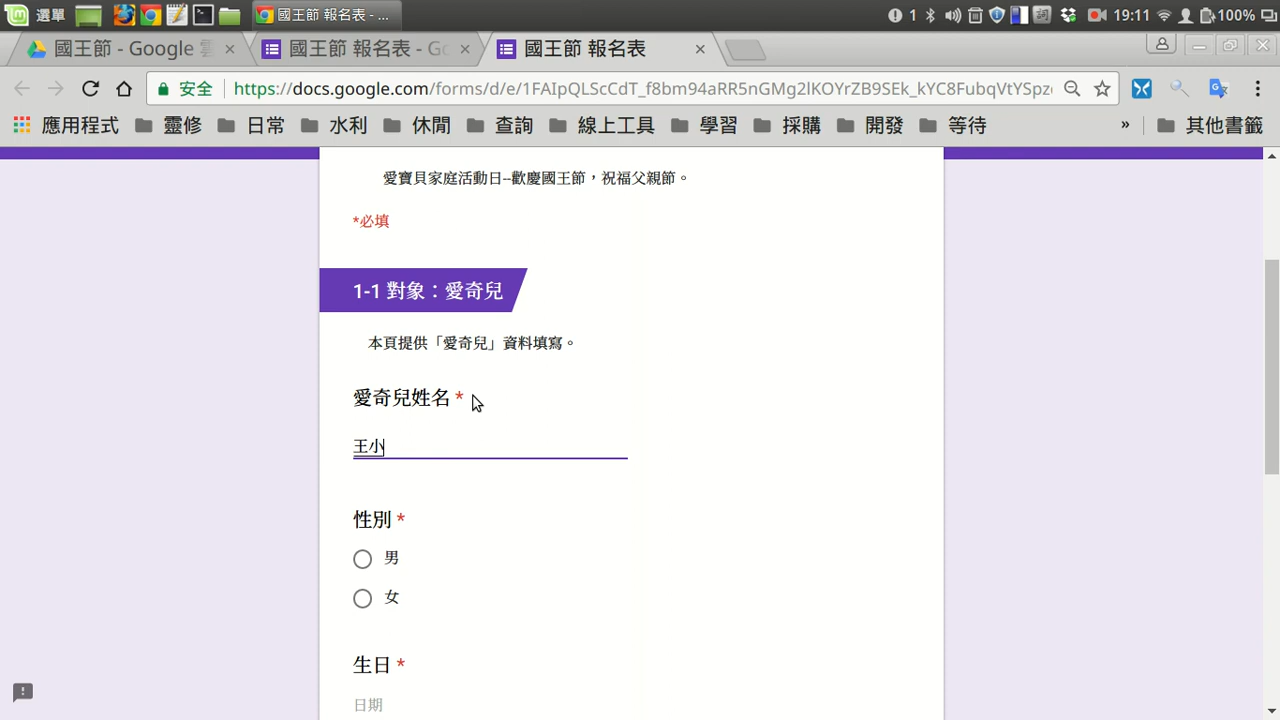 選單
國王節 報名表 - ...
1
19:11
100%
國王節 - Google 雲
國王節 報名表 - Go
國王節 報名表
安全
https://docs.google.com/forms/d/e/1FAIpQLScCdT_f8bm94aRR5nGMg2lKOYrZB9SEk_kYC8FubqVtYSpz
應用程式
靈修
日常
水利
休閒
查詢
線上工具
學習
採購
開發
等待
»
其他書籤
愛寶貝家庭活動日--歡慶國王節，祝福父親節。
*必填
1-1 對象：愛奇兒
本頁提供「愛奇兒」資料填寫。
愛奇兒姓名 *
王小
性別 *
男
女
生日 *
日期